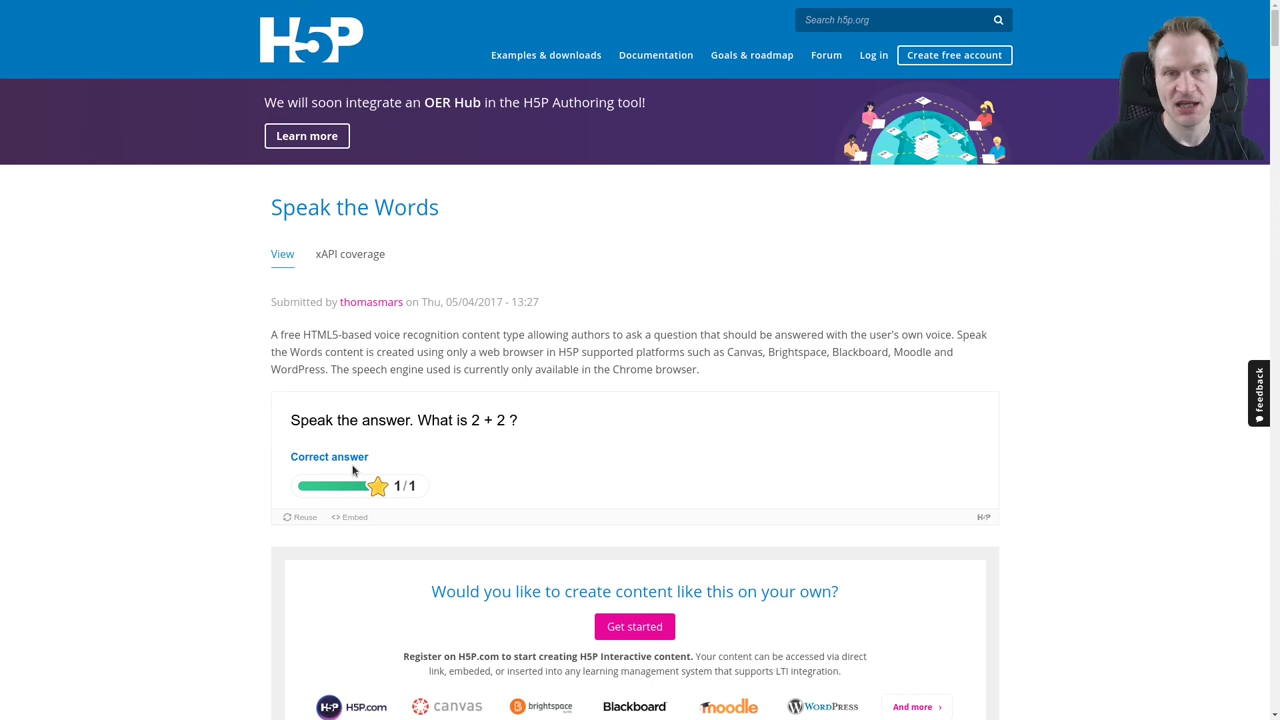 H5P
Search h5p.org
Examples & downloads
Documentation
Goals & roadmap
Forum
Log in
Create free account
We will soon integrate an OER Hub in the H5P Authoring tool!
Learn more
Speak the Words
View
xAPI coverage
Submitted by thomasmars on Thu, 05/04/2017 - 13:27
A free HTML5-based voice recognition content type allowing authors to ask a question that should be answered with the user's own voice. Speak
the Words content is created using only a web browser in H5P supported platforms such as Canvas, Brightspace, Blackboard, Moodle and
WordPress. The speech engine used is currently only available in the Chrome browser.
feedback
Speak the answer. What is 2 + 2 ?
Correct answer
1/1
Reuse
<> Embed
H5P
Would you like to create content like this on your own?
Get started
Register on H5P.com to start creating H5P Interactive content. Your content can be accessed via direct
link, embeded, or inserted into any learning management system that supports LTI integration.
H5P H5P.com
canvas
brightspace
Blackboard
moodle
WordPress
And more ›